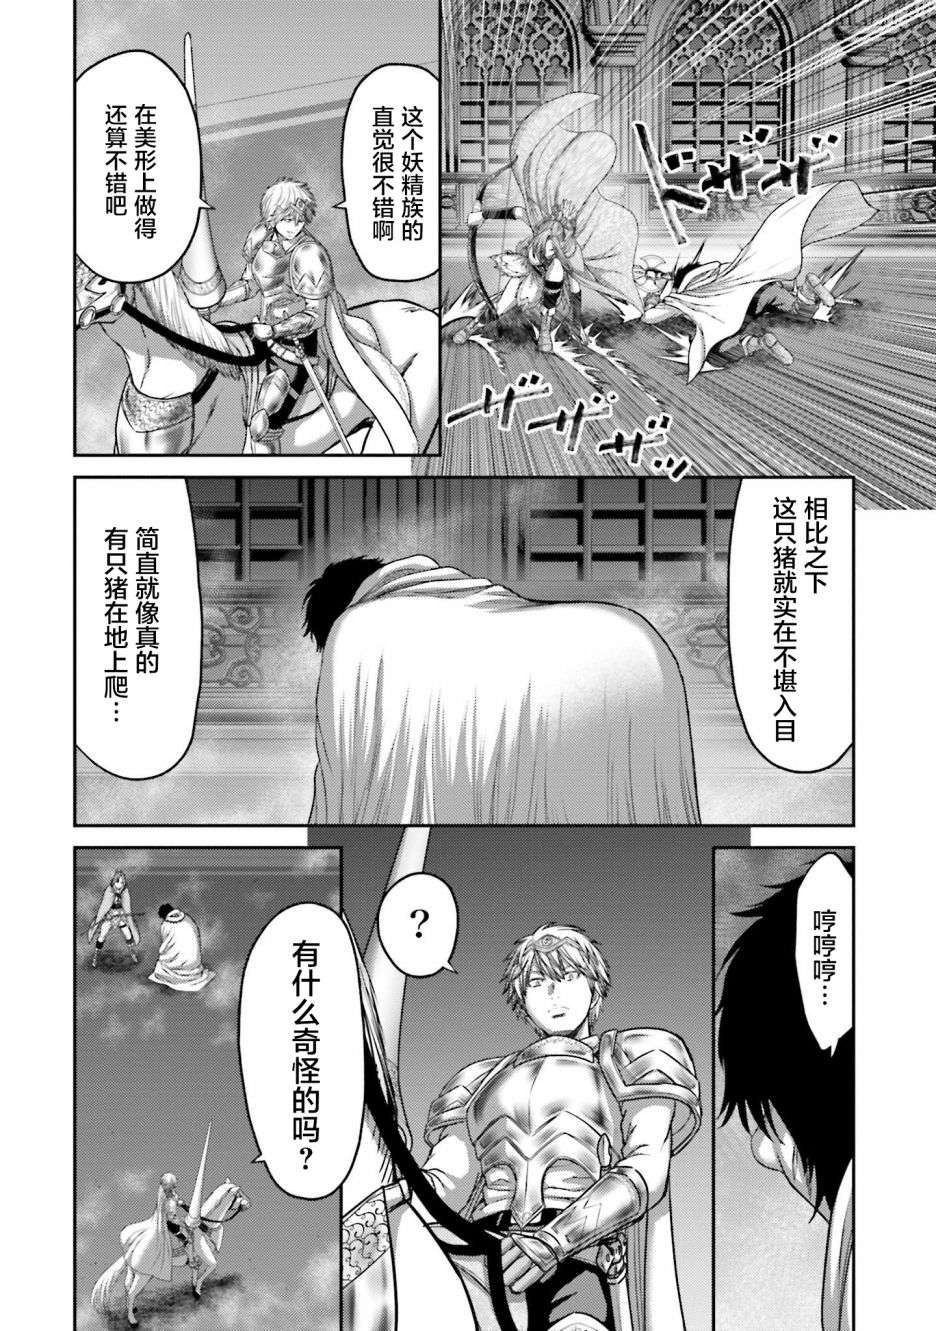 ド
ザザザッ
ザザザザッ
这个妖精族的
直觉很不错啊
在美形上做得
还算不错吧
相比之下
这只猪就实在不堪入目
简直就像真的
有只猪在地上爬…
哼哼哼…
？
有什么奇怪的吗？